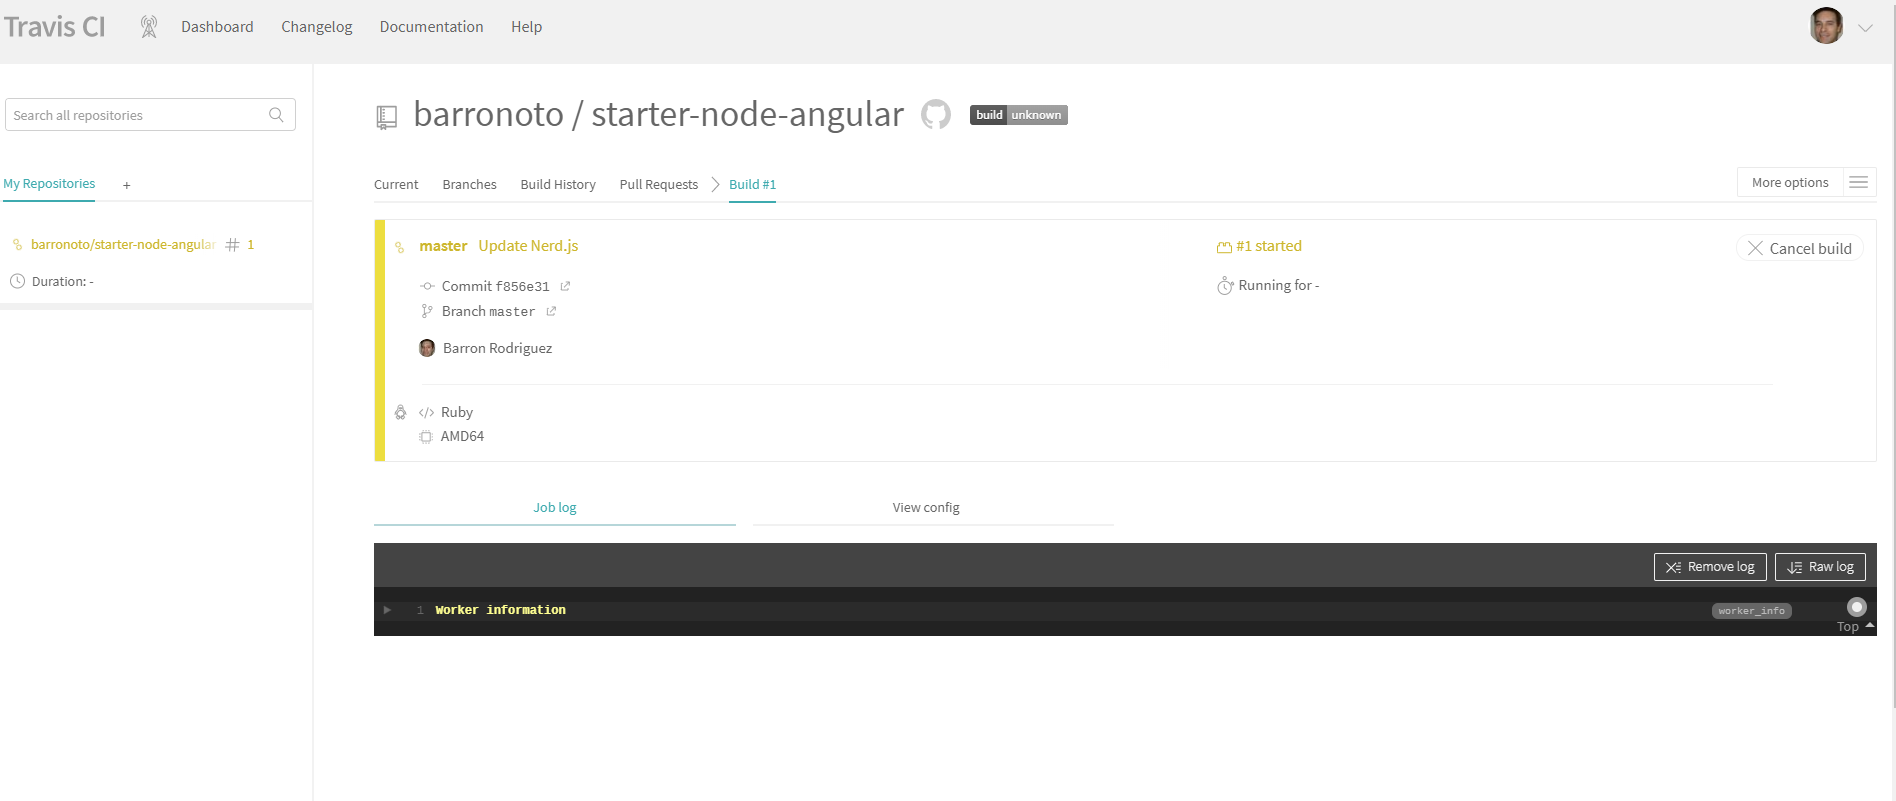 Travis CI Dashboard Changelog Documentation Help
Search all repositories
My Repositories +
barronoto/starter-node-angular # 1
Duration: -
barronoto / starter-node-angular build unknown
Current Branches Build History Pull Requests Build #1 More options
master Update Nerd.js #1 started Cancel build
Commit f856e31 Running for -
Branch master
Barron Rodriguez
</> Ruby
AMD64
Job log View config
Remove log Raw log
1 Worker information worker_info
Top